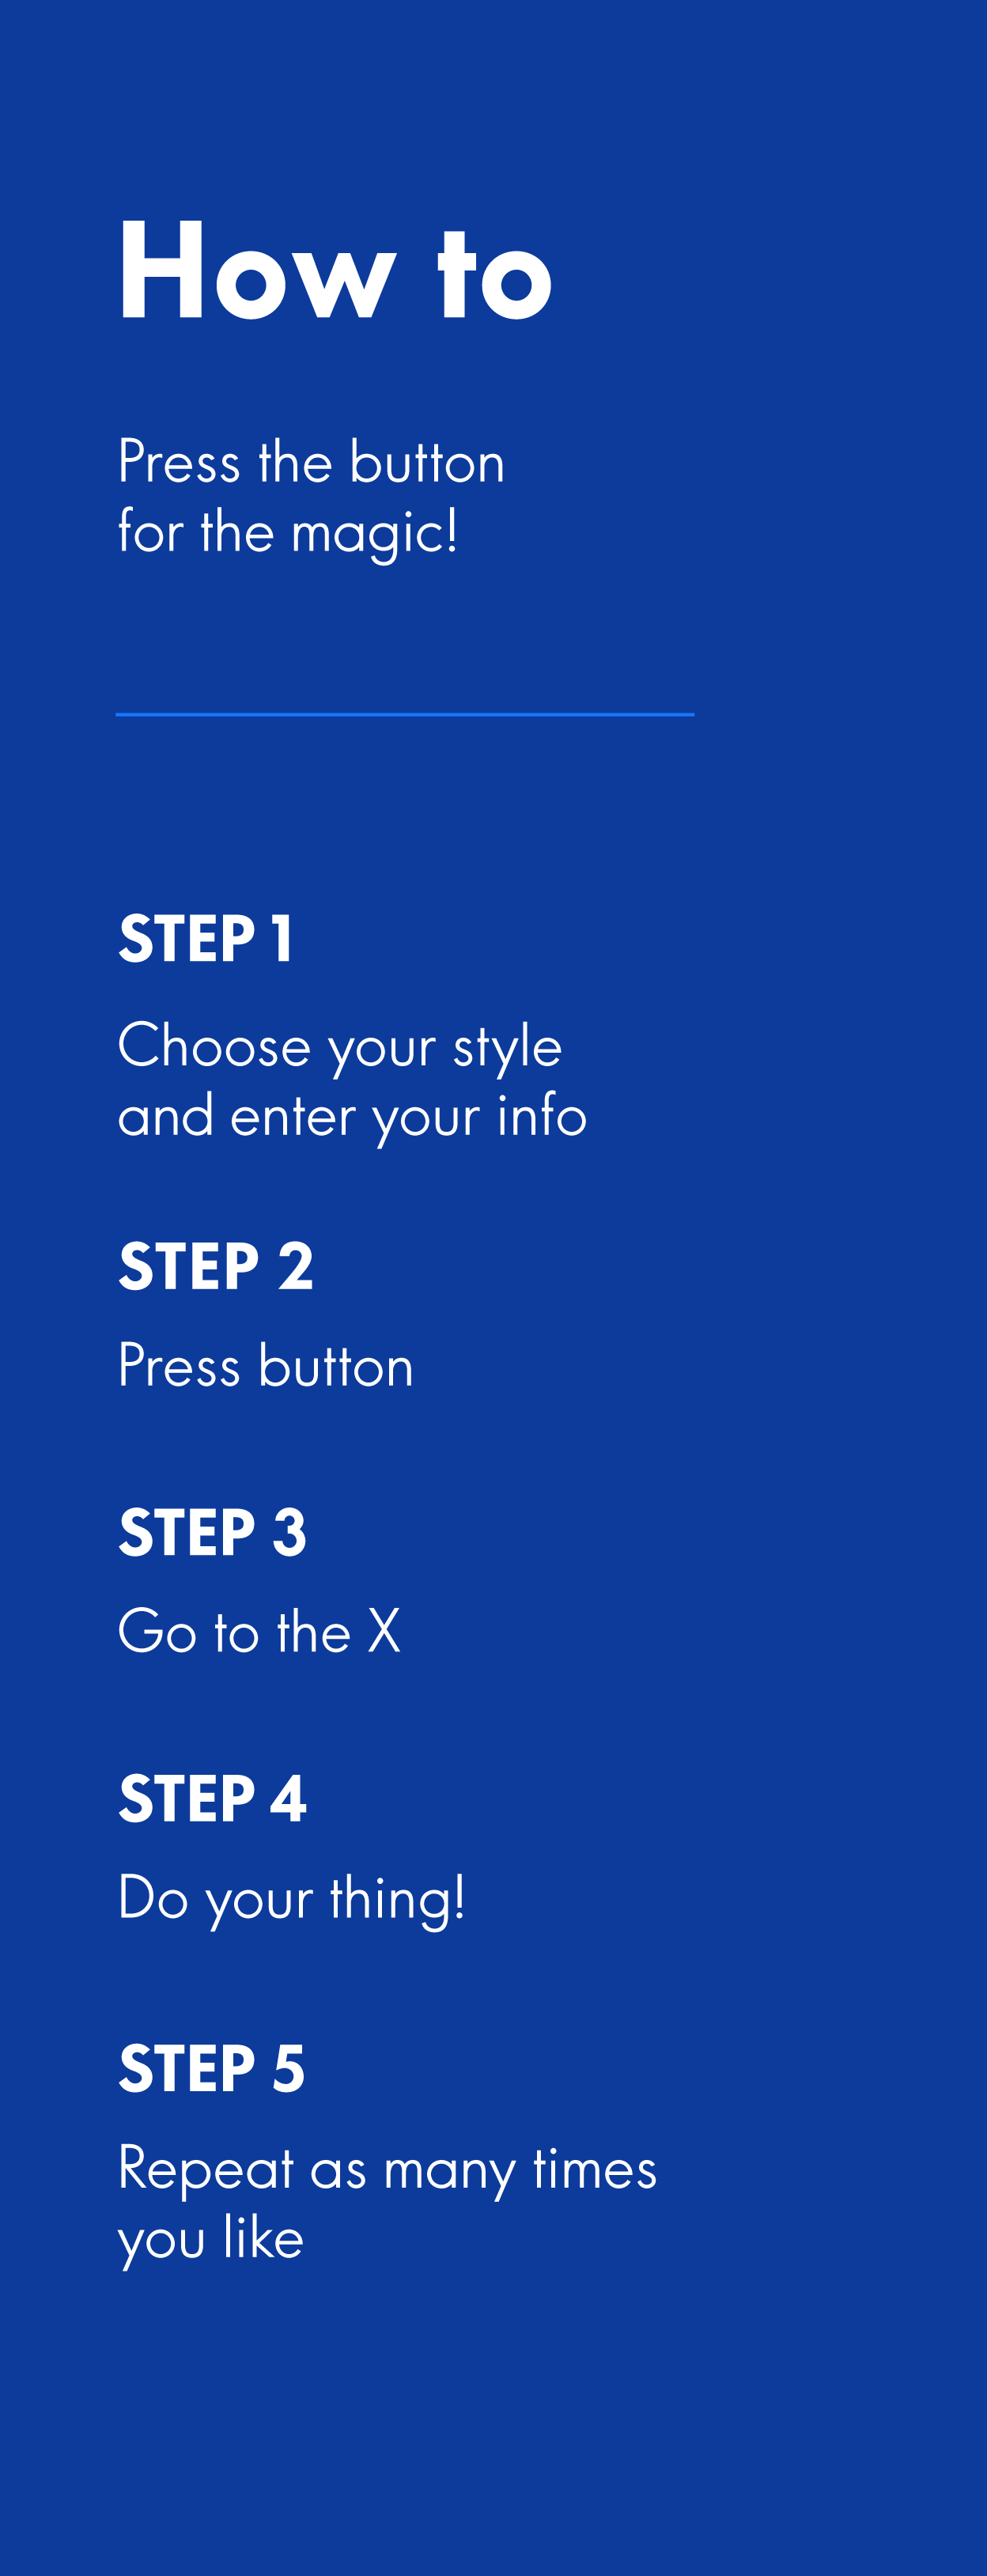 How to
Press the button
for the magic!
STEP 1
Choose your style
and enter your info
STEP 2
Press button
STEP 3
Go to the X
STEP 4
Do your thing!
STEP 5
Repeat as many times
you like